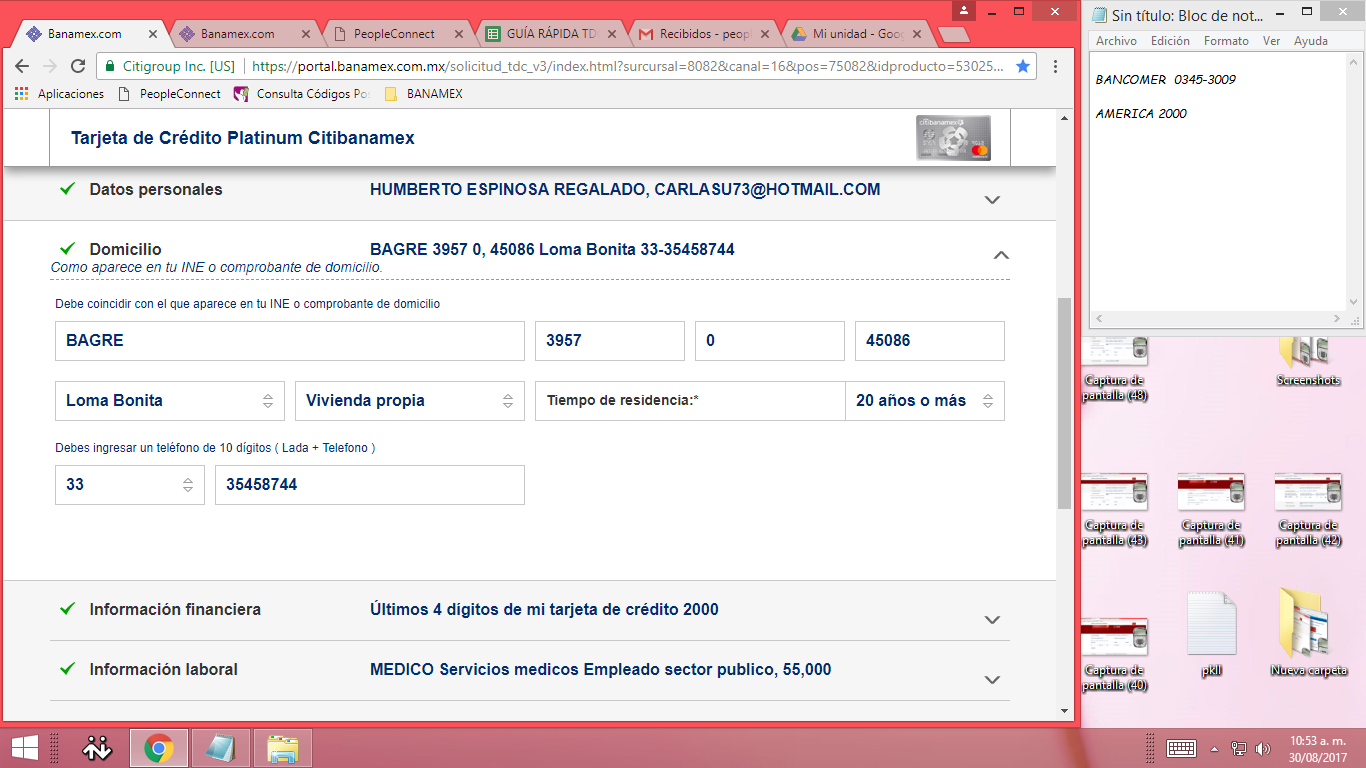 Banamex.com
Banamex.com
PeopleConnect
GUÍA RÁPIDA TD
Recibidos - peop
Mi unidad - Goo
Citigroup Inc. [US]
https://portal.banamex.com.mx/solicitud_tdc_v3/index.html?surcursal=8082&canal=16&pos=75082&idproducto=53025...
Aplicaciones
PeopleConnect
Consulta Códigos Po
BANAMEX
Tarjeta de Crédito Platinum Citibanamex
citibanamex
Datos personales
HUMBERTO ESPINOSA REGALADO, CARLASU73@HOTMAIL.COM
Domicilio
BAGRE 3957 0, 45086 Loma Bonita 33-35458744
Como aparece en tu INE o comprobante de domicilio.
Debe coincidir con el que aparece en tu INE o comprobante de domicilio
BAGRE
3957
0
45086
Loma Bonita
Vivienda propia
Tiempo de residencia:*
20 años o más
Debes ingresar un teléfono de 10 dígitos ( Lada + Telefono )
33
35458744
Información financiera
Últimos 4 dígitos de mi tarjeta de crédito 2000
Información laboral
MEDICO Servicios medicos Empleado sector publico, 55,000
Sin título: Bloc de not...
Archivo
Edición
Formato
Ver
Ayuda
BANCOMER 0345-3009
AMERICA 2000
Captura de pantalla (48)
Screenshots
Captura de pantalla (43)
Captura de pantalla (41)
Captura de pantalla (42)
Captura de pantalla (40)
pkll
Nueva carpeta
10:53 a. m.
30/08/2017